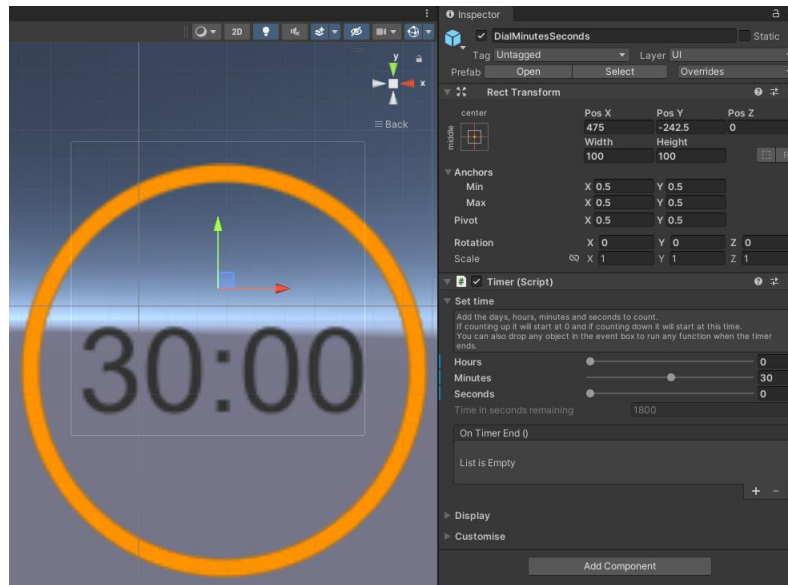 2D
y
x
Back
30:00
Inspector
DialMinutesSeconds
Static
Tag Untagged
Layer UI
Prefab Open Select Overrides
Rect Transform
center
middle
Pos X Pos Y Pos Z
475 -242.5 0
Width Height
100 100
Anchors
Min X 0.5 Y 0.5
Max X 0.5 Y 0.5
Pivot X 0.5 Y 0.5
Rotation X 0 Y 0 Z 0
Scale X 1 Y 1 Z 1
# Timer (Script)
Set time
Add the days, hours, minutes and seconds to count.
If counting up it will start at 0 and if counting down it will start at this time.
You can also drop any object in the event box to run any function when the timer
ends.
Hours 0
Minutes 30
Seconds 0
Time in seconds remaining 1800
On Timer End ()
List is Empty
+ −
Display
Customise
Add Component